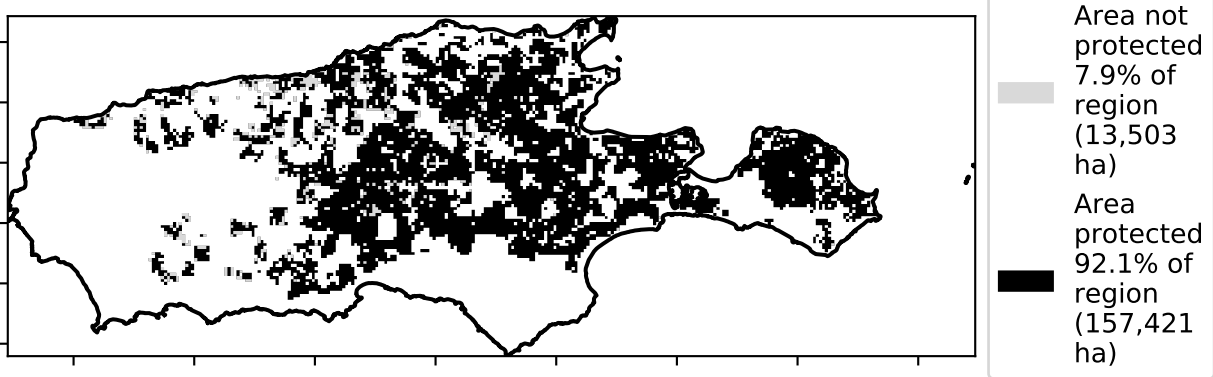 Area not
protected
7.9% of
region
(13,503
ha)
Area
protected
92.1% of
region
(157,421
ha)